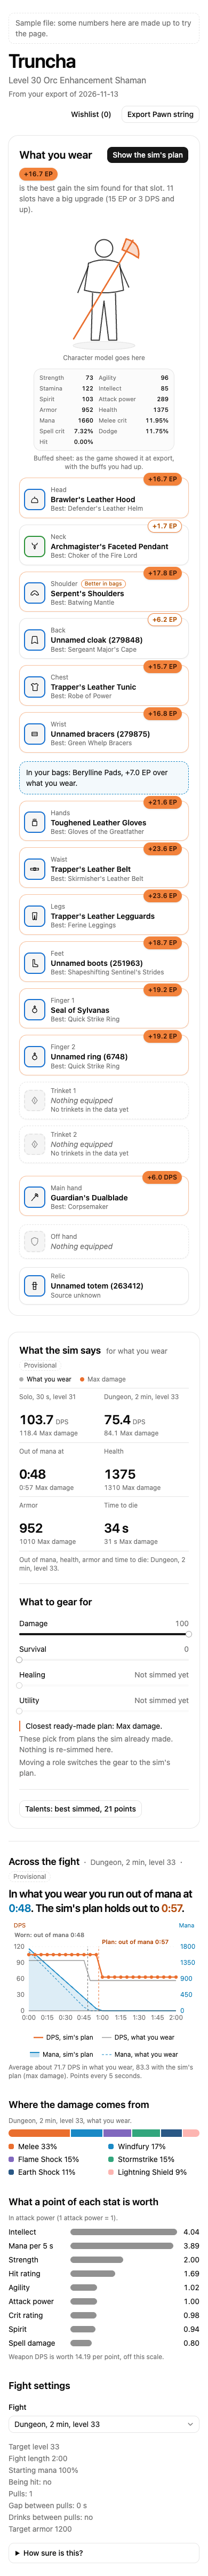 Sample file: some numbers here are made up to try
the page.
Truncha
Level 30 Orc Enhancement Shaman
From your export of 2026-11-13
Wishlist (0)
Export Pawn string
What you wear
Show the sim's plan
+16.7 EP
is the best gain the sim found for that slot. 11
slots have a big upgrade (15 EP or 3 DPS and
up).
Character model goes here
Strength 73 Agility 96
Stamina 122 Intellect 85
Spirit 103 Attack power 289
Armor 952 Health 1375
Mana 1660 Melee crit 11.95%
Spell crit 7.32% Dodge 11.75%
Hit 0.00%
Buffed sheet: as the game showed it at export,
with the buffs you had up.
+16.7 EP
Head
Brawler's Leather Hood
Best: Defender's Leather Helm
+1.7 EP
Neck
Archmagister's Faceted Pendant
Best: Choker of the Fire Lord
+17.8 EP
Shoulder Better in bags
Serpent's Shoulders
Best: Batwing Mantle
+6.2 EP
Back
Unnamed cloak (279848)
Best: Sergeant Major's Cape
+15.7 EP
Chest
Trapper's Leather Tunic
Best: Robe of Power
+16.8 EP
Wrist
Unnamed bracers (279875)
Best: Green Whelp Bracers
In your bags: Berylline Pads, +7.0 EP over
what you wear.
+21.6 EP
Hands
Toughened Leather Gloves
Best: Gloves of the Greatfather
+23.6 EP
Waist
Trapper's Leather Belt
Best: Skirmisher's Leather Belt
+23.6 EP
Legs
Trapper's Leather Legguards
Best: Ferine Leggings
+18.7 EP
Feet
Unnamed boots (251963)
Best: Shapeshifting Sentinel's Strides
+19.2 EP
Finger 1
Seal of Sylvanas
Best: Quick Strike Ring
+19.2 EP
Finger 2
Unnamed ring (6748)
Best: Quick Strike Ring
Trinket 1
Nothing equipped
No trinkets in the data yet
Trinket 2
Nothing equipped
No trinkets in the data yet
+6.0 DPS
Main hand
Guardian's Dualblade
Best: Corpsemaker
Off hand
Nothing equipped
Relic
Unnamed totem (263412)
Source unknown
What the sim says for what you wear
Provisional
What you wear Max damage
Solo, 30 s, level 31
103.7 DPS
118.4 Max damage
Dungeon, 2 min, level 33
75.4 DPS
84.1 Max damage
Out of mana at
0:48
0:57 Max damage
Health
1375
1310 Max damage
Armor
952
1010 Max damage
Time to die
34 s
31 s Max damage
Out of mana, health, armor and time to die: Dungeon, 2
min, level 33.
What to gear for
Damage 100
Survival 0
Healing Not simmed yet
Utility Not simmed yet
Closest ready-made plan: Max damage.
These pick from plans the sim already made.
Nothing is re-simmed here.
Moving a role switches the gear to the sim's
plan.
Talents: best simmed, 21 points
Across the fight · Dungeon, 2 min, level 33 ·
Provisional
In what you wear you run out of mana at
0:48. The sim's plan holds out to 0:57.
DPS Mana
Worn: out of mana 0:48
Plan: out of mana 0:57
120 1800
90 1350
60 900
30 450
0 0
0:00 0:15 0:30 0:45 1:00 1:15 1:30 1:45 2:00
DPS, sim's plan DPS, what you wear
Mana, sim's plan Mana, what you wear
Average about 71.7 DPS in what you wear, 83.3 with the sim's
plan (max damage). Points every 5 seconds.
Where the damage comes from
Dungeon, 2 min, level 33, what you wear.
Melee 33% Windfury 17%
Flame Shock 15% Stormstrike 15%
Earth Shock 11% Lightning Shield 9%
What a point of each stat is worth
In attack power (1 attack power = 1).
Intellect 4.04
Mana per 5 s 3.89
Strength 2.00
Hit rating 1.69
Agility 1.02
Attack power 1.00
Crit rating 0.98
Spirit 0.94
Spell damage 0.80
Weapon DPS is worth 14.19 per point, off this scale.
Fight settings
Fight
Dungeon, 2 min, level 33
Target level 33
Fight length 2:00
Starting mana 100%
Being hit: no
Pulls: 1
Gap between pulls: 0 s
Drinks between pulls: no
Target armor 1200
How sure is this?